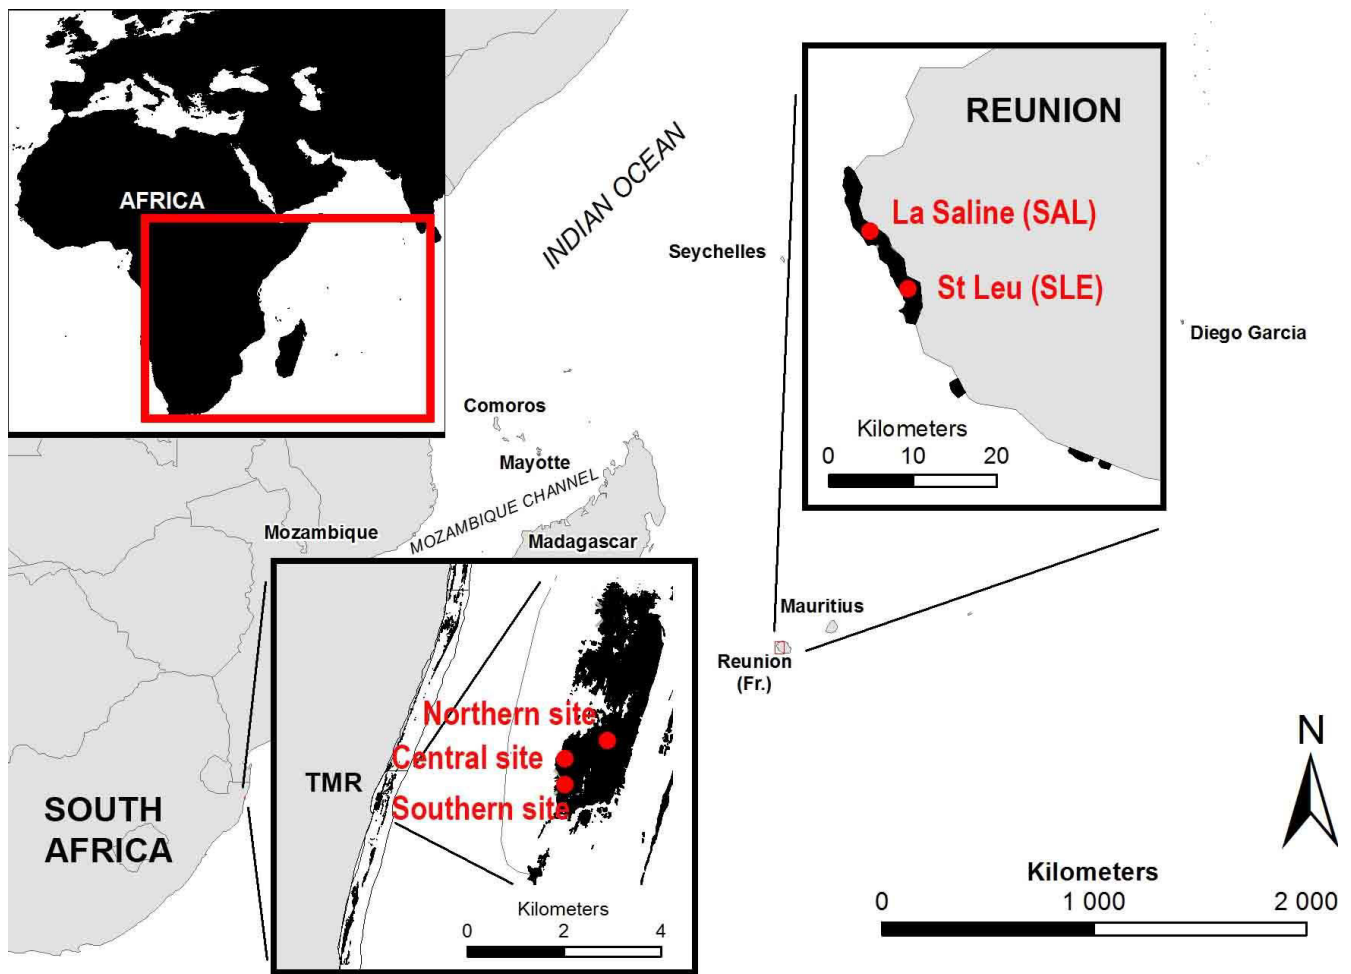 AFRICA
INDIAN OCEAN
Seychelles
REUNION
La Saline (SAL)
St Leu (SLE)
Kilometers
0 10 20
Diego Garcia
Comoros
Mayotte
MOZAMBIQUE CHANNEL
Mozambique
Madagascar
Mauritius
Reunion
(Fr.)
Northern site
Central site
Southern site
TMR
Kilometers
0 2 4
SOUTH
AFRICA
N
Kilometers
0 1 000 2 000